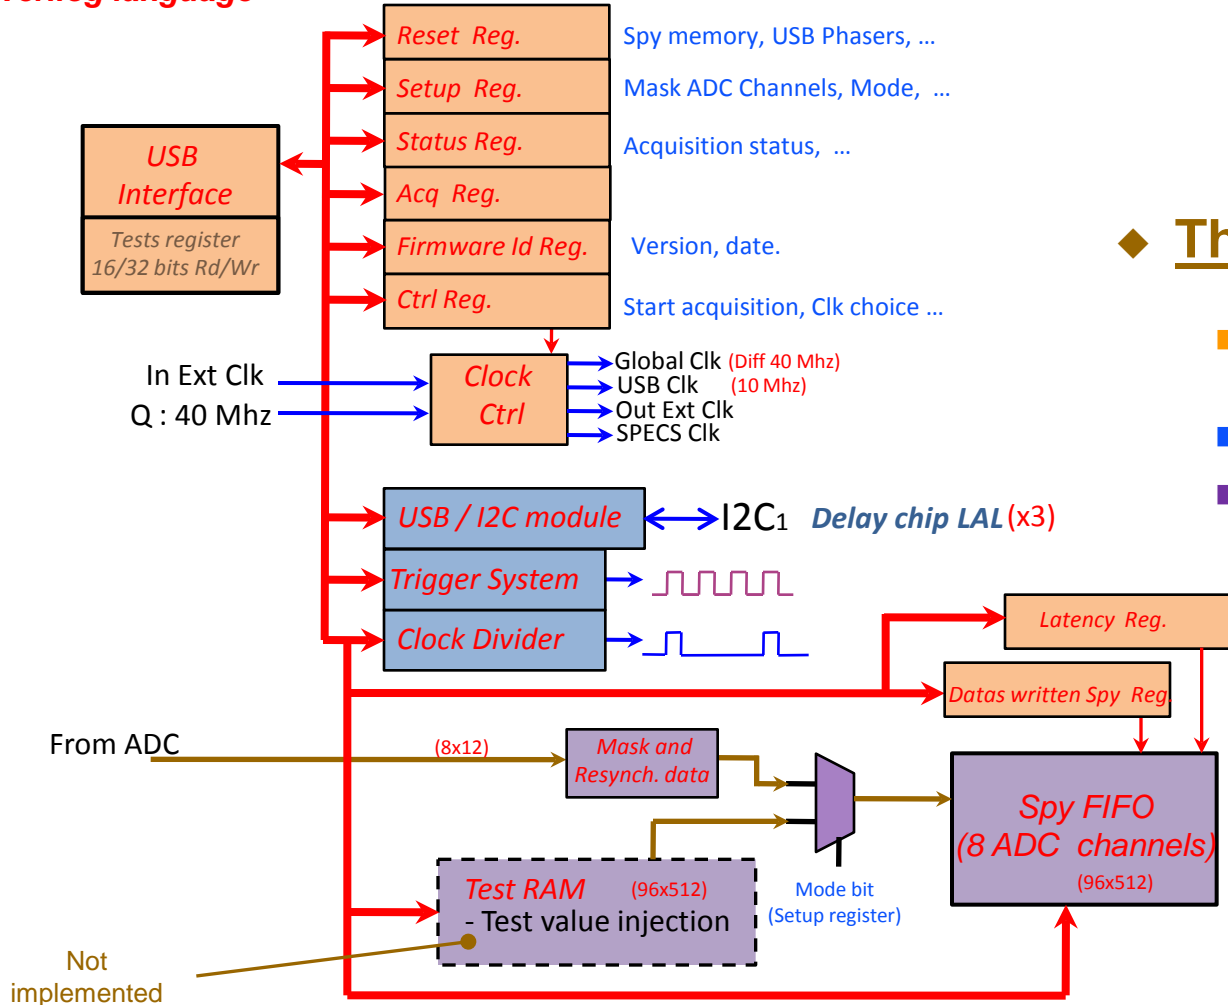 language
Reset Reg.
Spy memory, USB Phasers, ...
Setup Reg.
Mask ADC Channels, Mode, ...
Status Reg.
Acquisition status, ...
Acq Reg.
Firmware Id Reg.
Version, date.
Ctrl Reg.
Start acquisition, Clk choice ...
USB
Interface
Tests register
16/32 bits Rd/Wr
Th
In Ext Clk
Q : 40 Mhz
Clock
Ctrl
Global Clk (Diff 40 Mhz)
USB Clk (10 Mhz)
Out Ext Clk
SPECS Clk
USB / I2C module
I2C1 Delay chip LAL (x3)
Trigger System
Clock Divider
Latency Reg.
Datas written Spy Reg.
From ADC
(8x12)
Mask and
Resynch. data
Spy FIFO
(8 ADC channels)
(96x512)
Test RAM (96x512)
- Test value injection
Mode bit
(Setup register)
Not
implemented